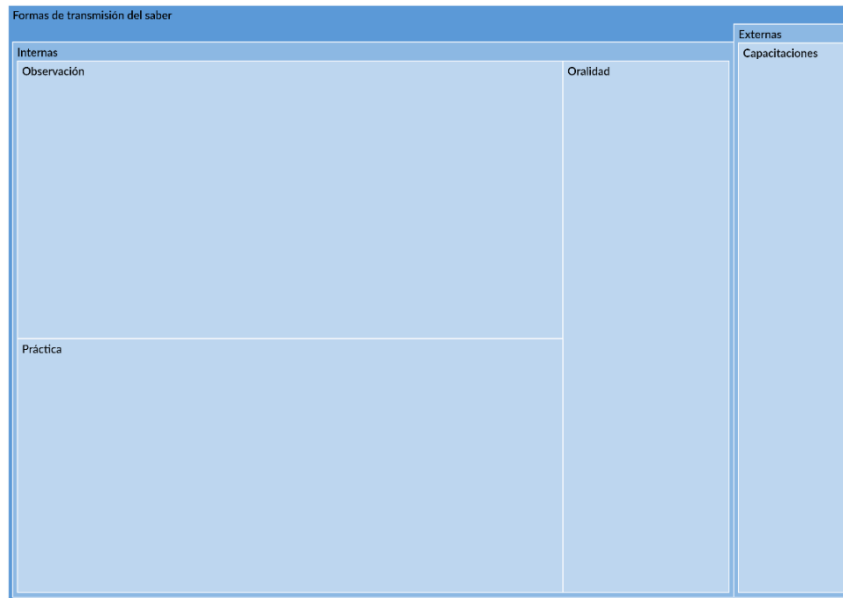 Formas de transmisión del saber
Externas
Internas
Capacitaciones
Observación
Oralidad
Práctica